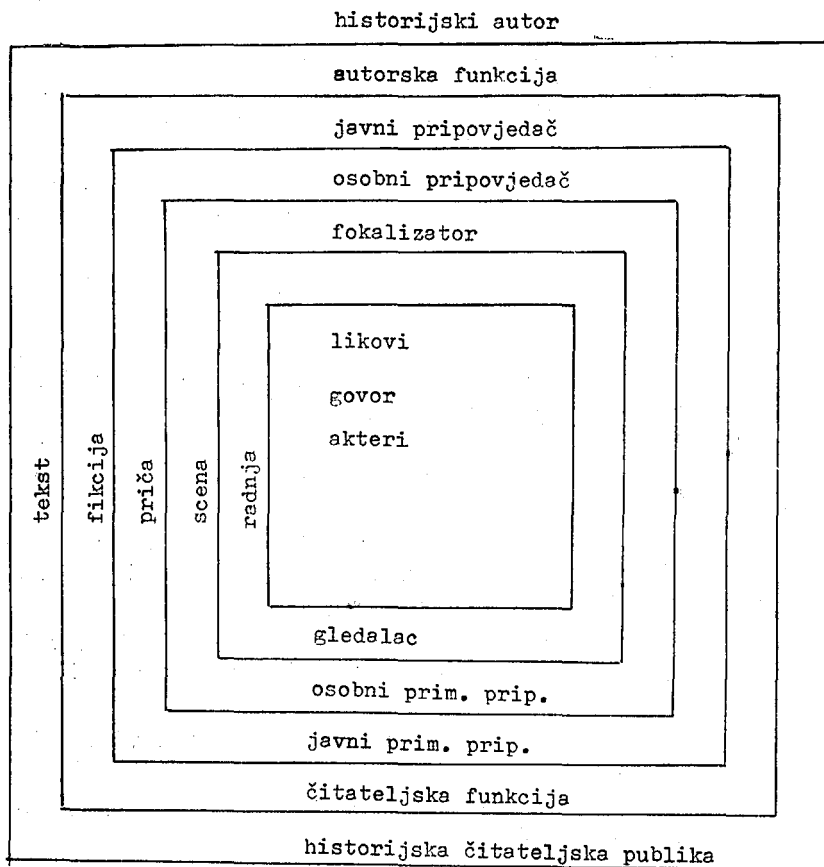 historijski autor
autorska funkcija
javni pripovjedač
osobni pripovjedač
fokalizator
likovi
govor
akteri
tekst
fikcija
priča
scena
radnja
gledalac
osobni prim. prip.
javni prim. prip.
čitateljska funkcija
historijska čitateljska publika